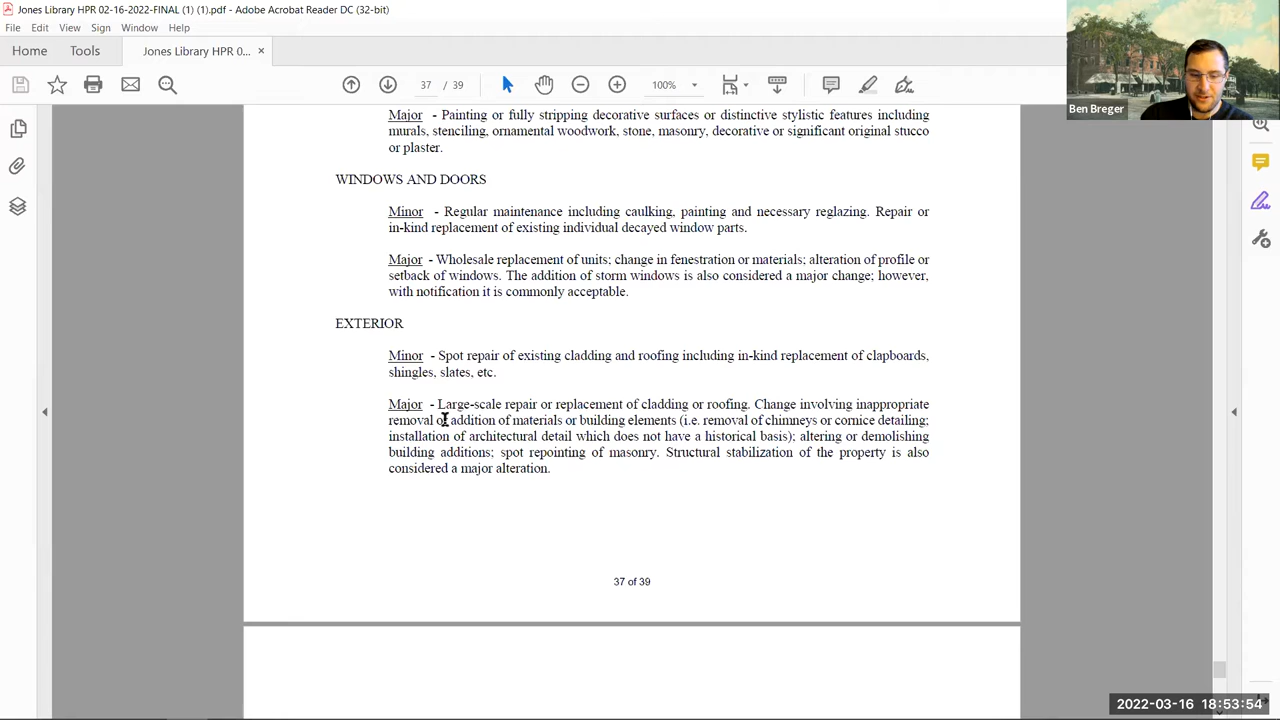 Jones Library HPR 02-16-2022-FINAL (1) (1).pdf - Adobe Acrobat Reader DC (32-bit)
File Edit View Sign Window Help
Home Tools Jones Library HPR 0... ×
37 / 39 100%
Ben Breger
Major - Painting or fully stripping decorative surfaces or distinctive stylistic features including
murals, stenciling, ornamental woodwork, stone, masonry, decorative or significant original stucco
or plaster.
WINDOWS AND DOORS
Minor - Regular maintenance including caulking, painting and necessary reglazing. Repair or
in-kind replacement of existing individual decayed window parts.
Major - Wholesale replacement of units; change in fenestration or materials; alteration of profile or
setback of windows. The addition of storm windows is also considered a major change; however,
with notification it is commonly acceptable.
EXTERIOR
Minor - Spot repair of existing cladding and roofing including in-kind replacement of clapboards,
shingles, slates, etc.
Major - Large-scale repair or replacement of cladding or roofing. Change involving inappropriate
removal or addition of materials or building elements (i.e. removal of chimneys or cornice detailing;
installation of architectural detail which does not have a historical basis); altering or demolishing
building additions; spot repointing of masonry. Structural stabilization of the property is also
considered a major alteration.
37 of 39
2022-03-16 18:53:54